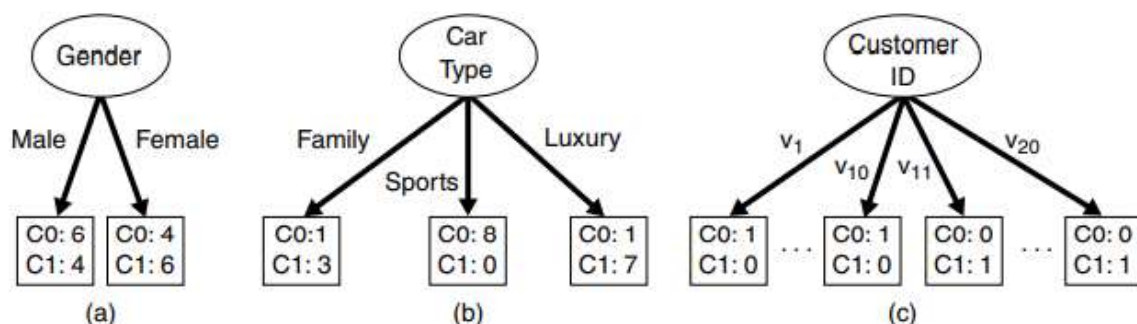 Gender
Male
Female
C0: 6
C1: 4
C0: 4
C1: 6
(a)
Car
Type
Family
Sports
Luxury
C0:1
C1: 3
C0: 8
C1: 0
C0: 1
C1: 7
(b)
Customer
ID
v1
v10
v11
v20
C0: 1
C1: 0
. . .
C0: 1
C1: 0
C0: 0
C1: 1
. . .
C0: 0
C1: 1
(c)